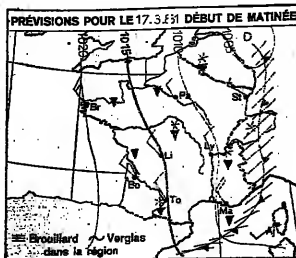 PRÉVISIONS POUR LE 17.3.81 DÉBUT DE MATINÉE
1020
1015
1010
1005
D
Br
Pa
St
Li
Ly
Bo
To
Ma
Brouillard Verglas
dans la région